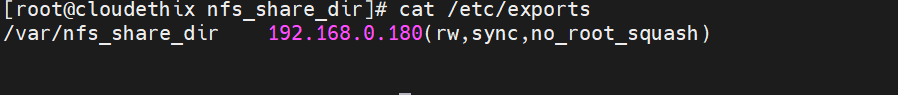 [root@cloudethix nfs_share_dir]# cat /etc/exports
/var/nfs_share_dir    192.168.0.180(rw,sync,no_root_squash)